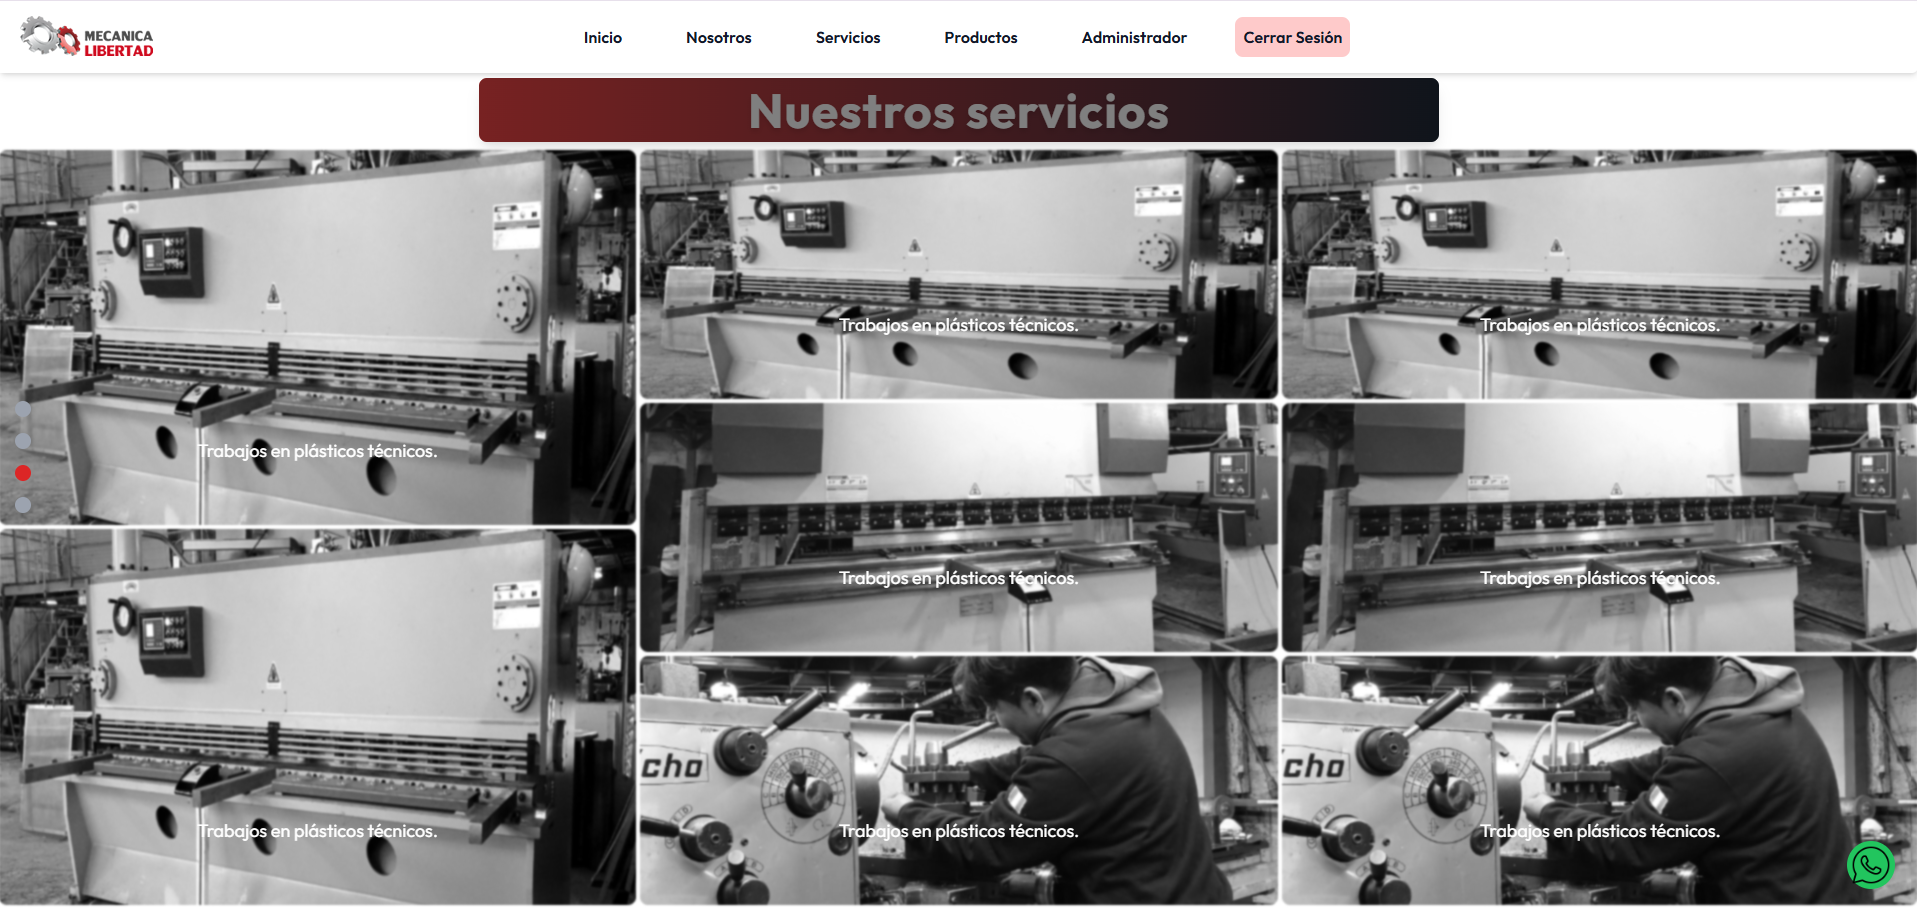 MECANICA
LIBERTAD
Inicio
Nosotros
Servicios
Productos
Administrador
Cerrar Sesión
Nuestros servicios
Trabajos en plásticos técnicos.
Trabajos en plásticos técnicos.
Trabajos en plásticos técnicos.
Trabajos en plásticos técnicos.
Trabajos en plásticos técnicos.
Trabajos en plásticos técnicos.
Trabajos en plásticos técnicos.
Trabajos en plásticos técnicos.
cho
cho